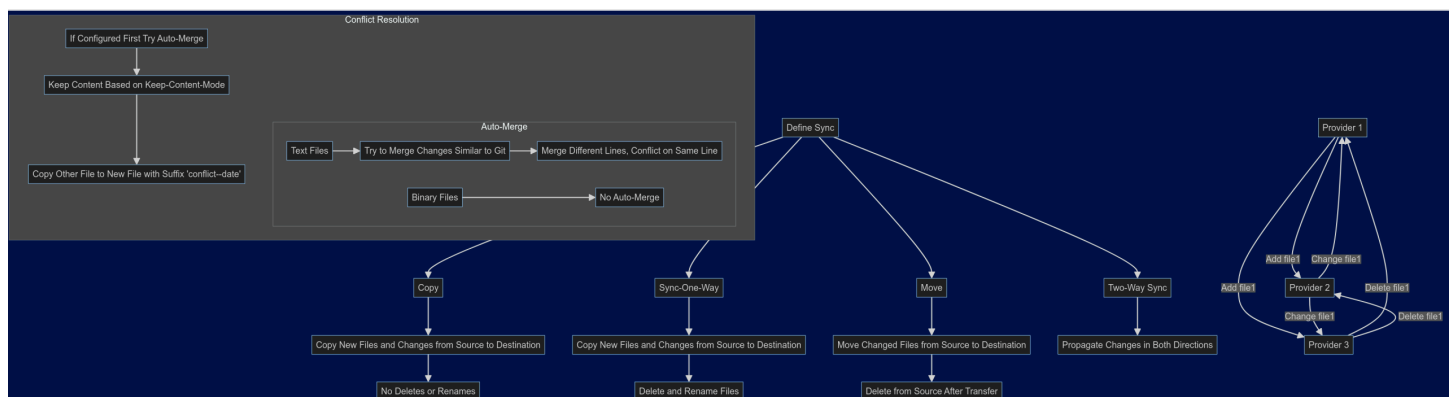 Conflict Resolution
If Configured First Try Auto-Merge
Keep Content Based on Keep-Content-Mode
Copy Other File to New File with Suffix 'conflict--date'
Auto-Merge
Text Files
Try to Merge Changes Similar to Git
Merge Different Lines, Conflict on Same Line
Binary Files
No Auto-Merge
Define Sync
Copy
Copy New Files and Changes from Source to Destination
No Deletes or Renames
Sync-One-Way
Copy New Files and Changes from Source to Destination
Delete and Rename Files
Move
Move Changed Files from Source to Destination
Delete from Source After Transfer
Two-Way Sync
Propagate Changes in Both Directions
Provider 1
Add file1
Change file1
Provider 2
Add file1
Delete file1
Change file1
Delete file1
Provider 3